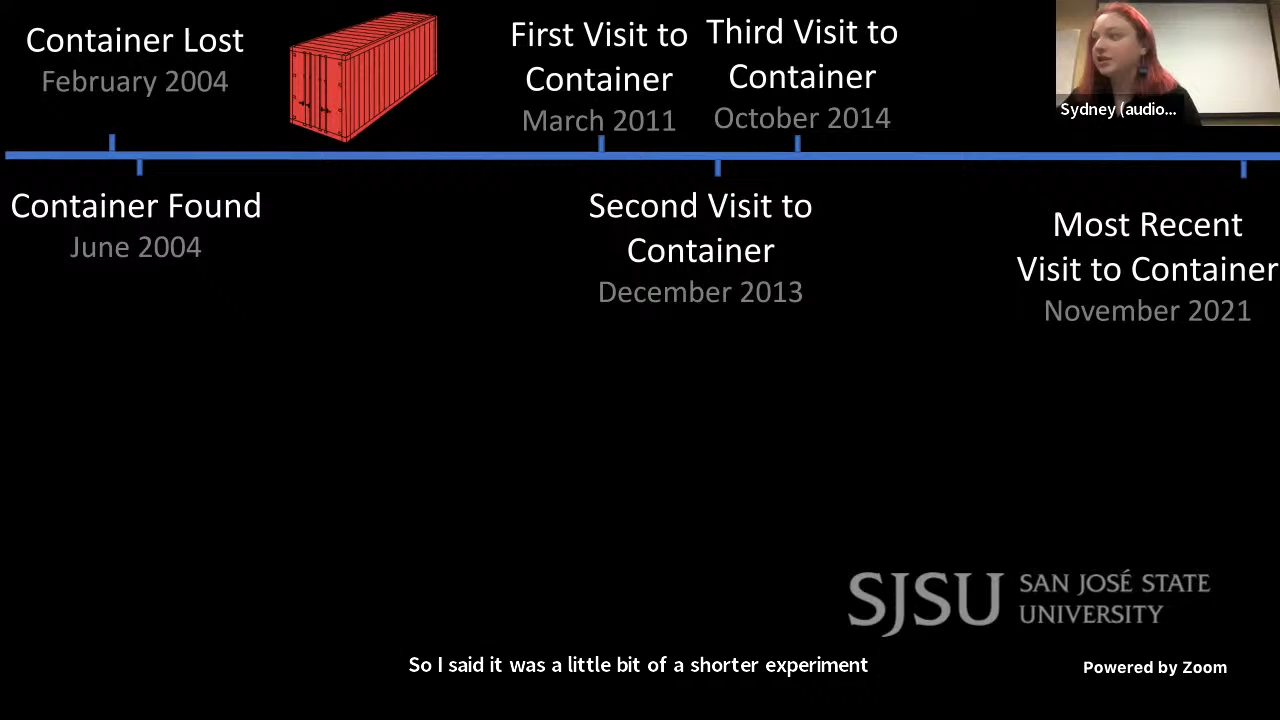 Container Lost
February 2004
First Visit to
Container
March 2011
Third Visit to
Container
October 2014
Sydney (audio...
Container Found
June 2004
Second Visit to
Container
December 2013
Most Recent
Visit to Container
November 2021
SJSU SAN JOSÉ STATE
UNIVERSITY
So I said it was a little bit of a shorter experiment
Powered by Zoom